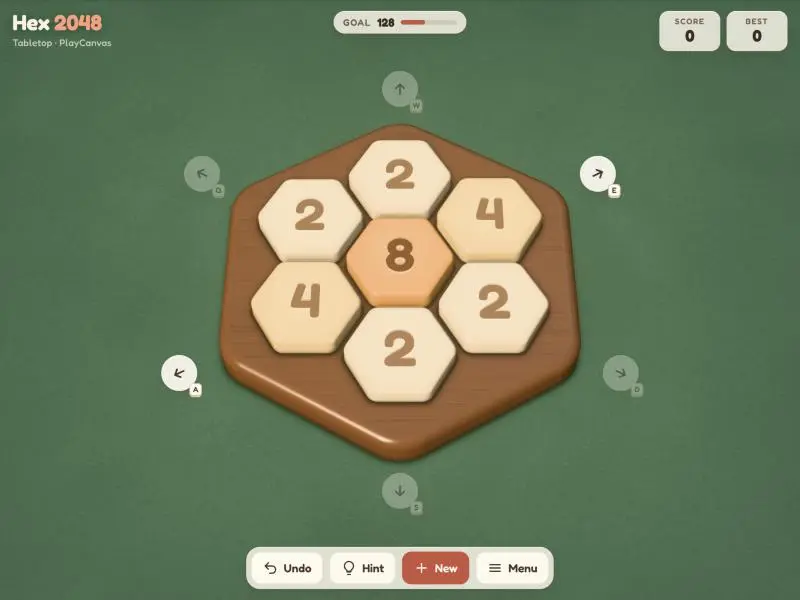 Hex 2048
Tabletop · PlayCanvas
GOAL 128
SCORE
0
BEST
0
W
Q
E
2
2
4
8
4
2
2
A
D
S
Undo
Hint
New
Menu